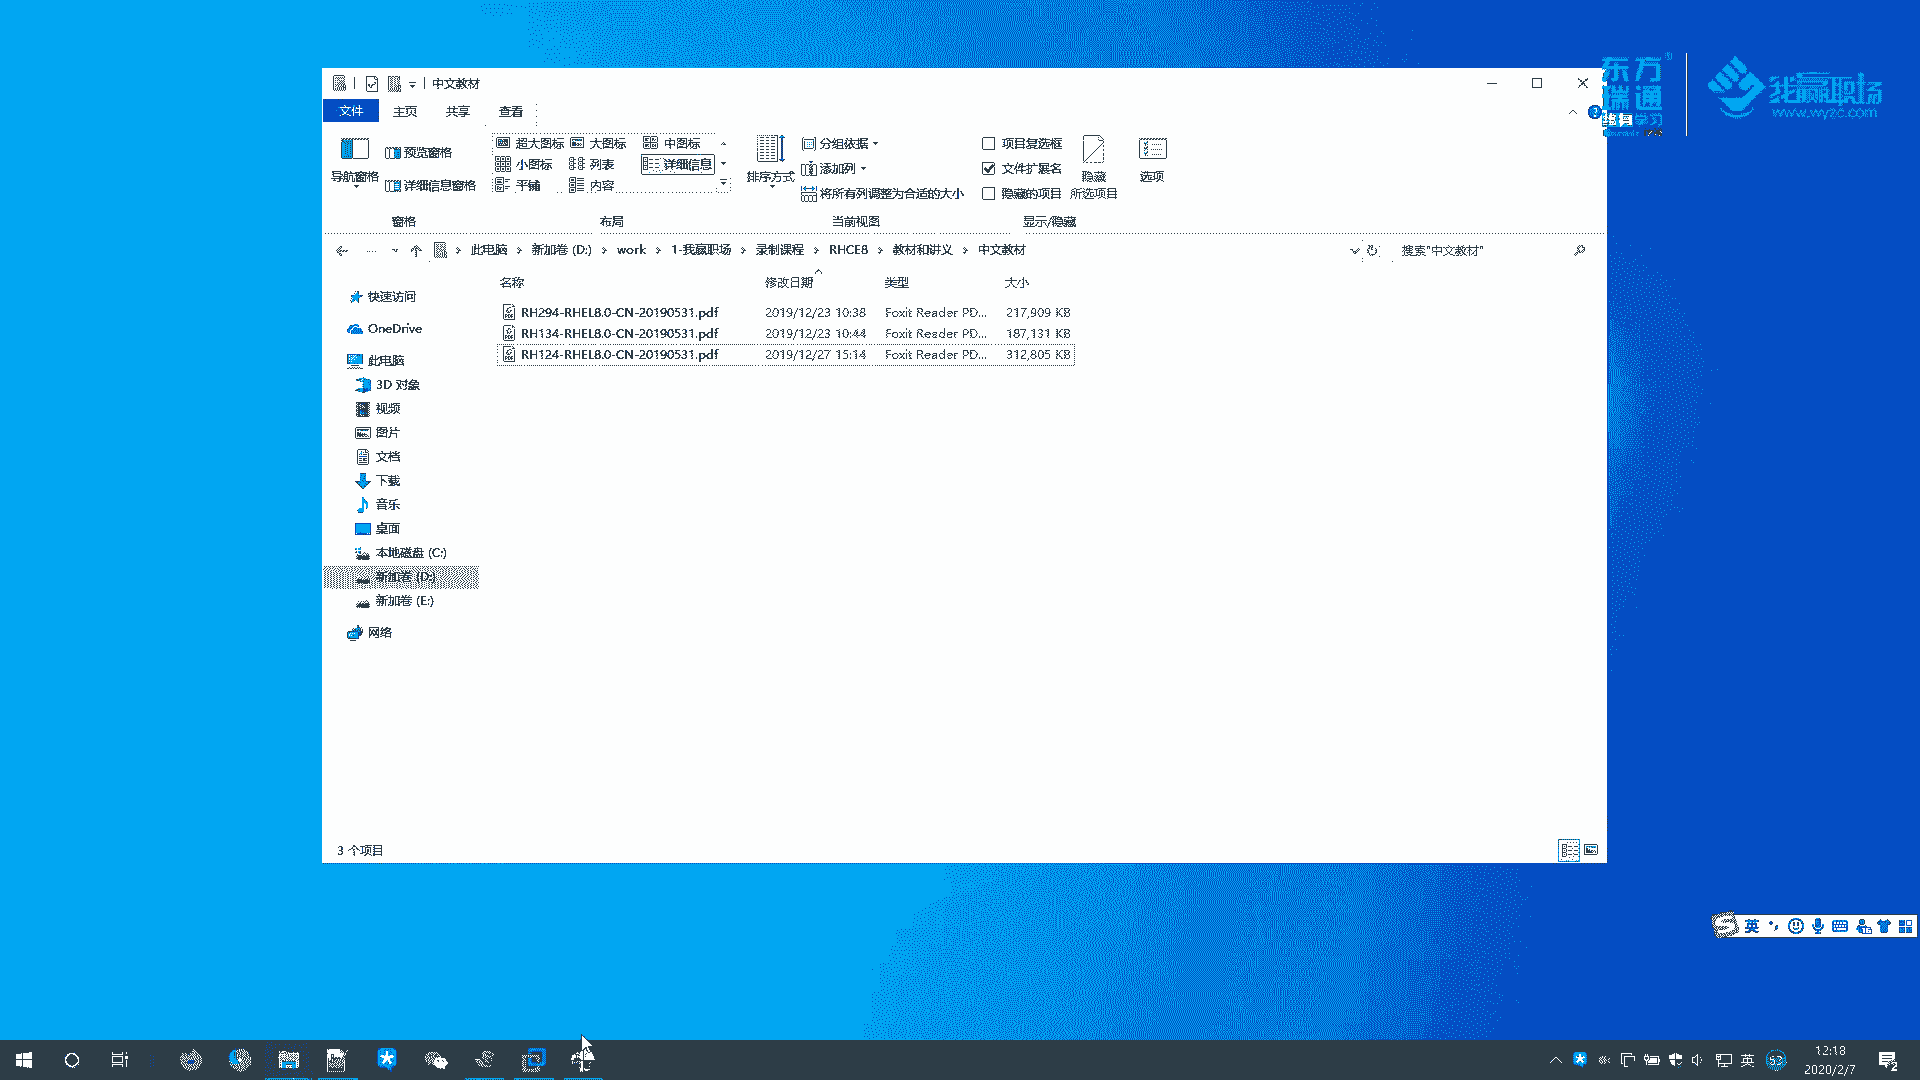 中文教材
文件 主页 共享 查看
导航窗格 预览窗格 详细信息窗格
超大图标 大图标 中图标
小图标 列表 详细信息
平铺 内容
排序方式 分组依据 添加列 将所有列调整为合适的大小
项目复选框
文件扩展名
隐藏的项目
隐藏
所选项目
选项
窗格 布局 当前视图 显示/隐藏
此电脑 新加卷 (D:) work 1-我赢职场 录制课程 RHCE8 教材和讲义 中文教材
搜索"中文教材"
名称 修改日期 类型 大小
RH294-RHEL8.0-CN-20190531.pdf 2019/12/23 10:38 Foxit Reader PD... 217,909 KB
RH134-RHEL8.0-CN-20190531.pdf 2019/12/23 10:44 Foxit Reader PD... 187,131 KB
RH124-RHEL8.0-CN-20190531.pdf 2019/12/27 15:14 Foxit Reader PD... 312,805 KB
快速访问
OneDrive
此电脑
3D 对象
视频
图片
文档
下载
音乐
桌面
本地磁盘 (C:)
新加卷 (D:)
新加卷 (E:)
网络
3 个项目
东方
瑞通
学习
我赢职场
www.wyzc.com
英
英
12:18
2020/2/7